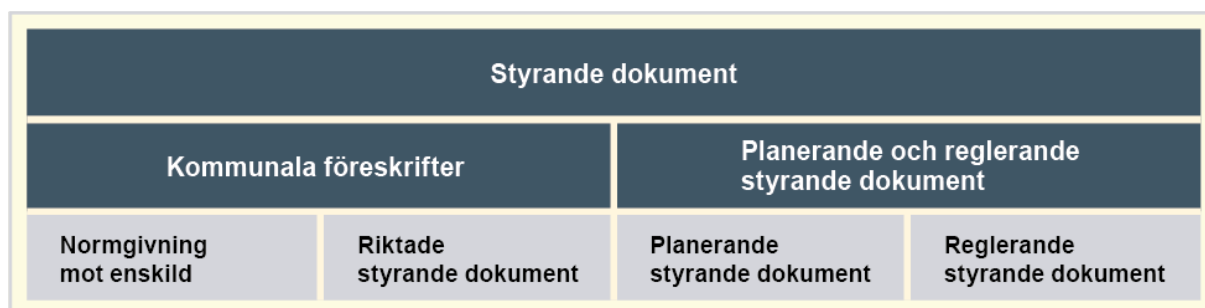 Styrande dokument
Kommunala föreskrifter
Planerande och reglerande
styrande dokument
Normgivning
mot enskild
Riktade
styrande dokument
Planerande
styrande dokument
Reglerande
styrande dokument